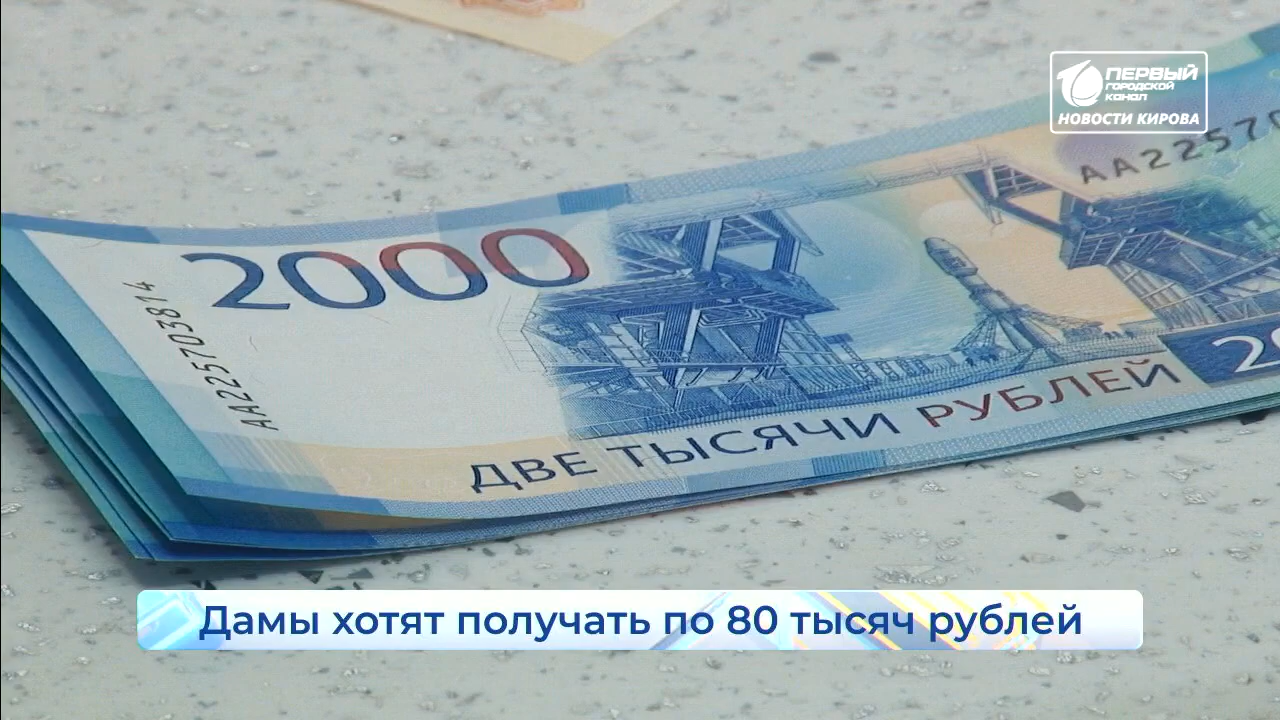 ПЕРВЫЙ
ГОРОДСКОЙ
КАНАЛ
НОВОСТИ КИРОВА
АА22570
2000
АА225703814
ДВЕ ТЫСЯЧИ РУБЛЕЙ
Дамы хотят получать по 80 тысяч рублей